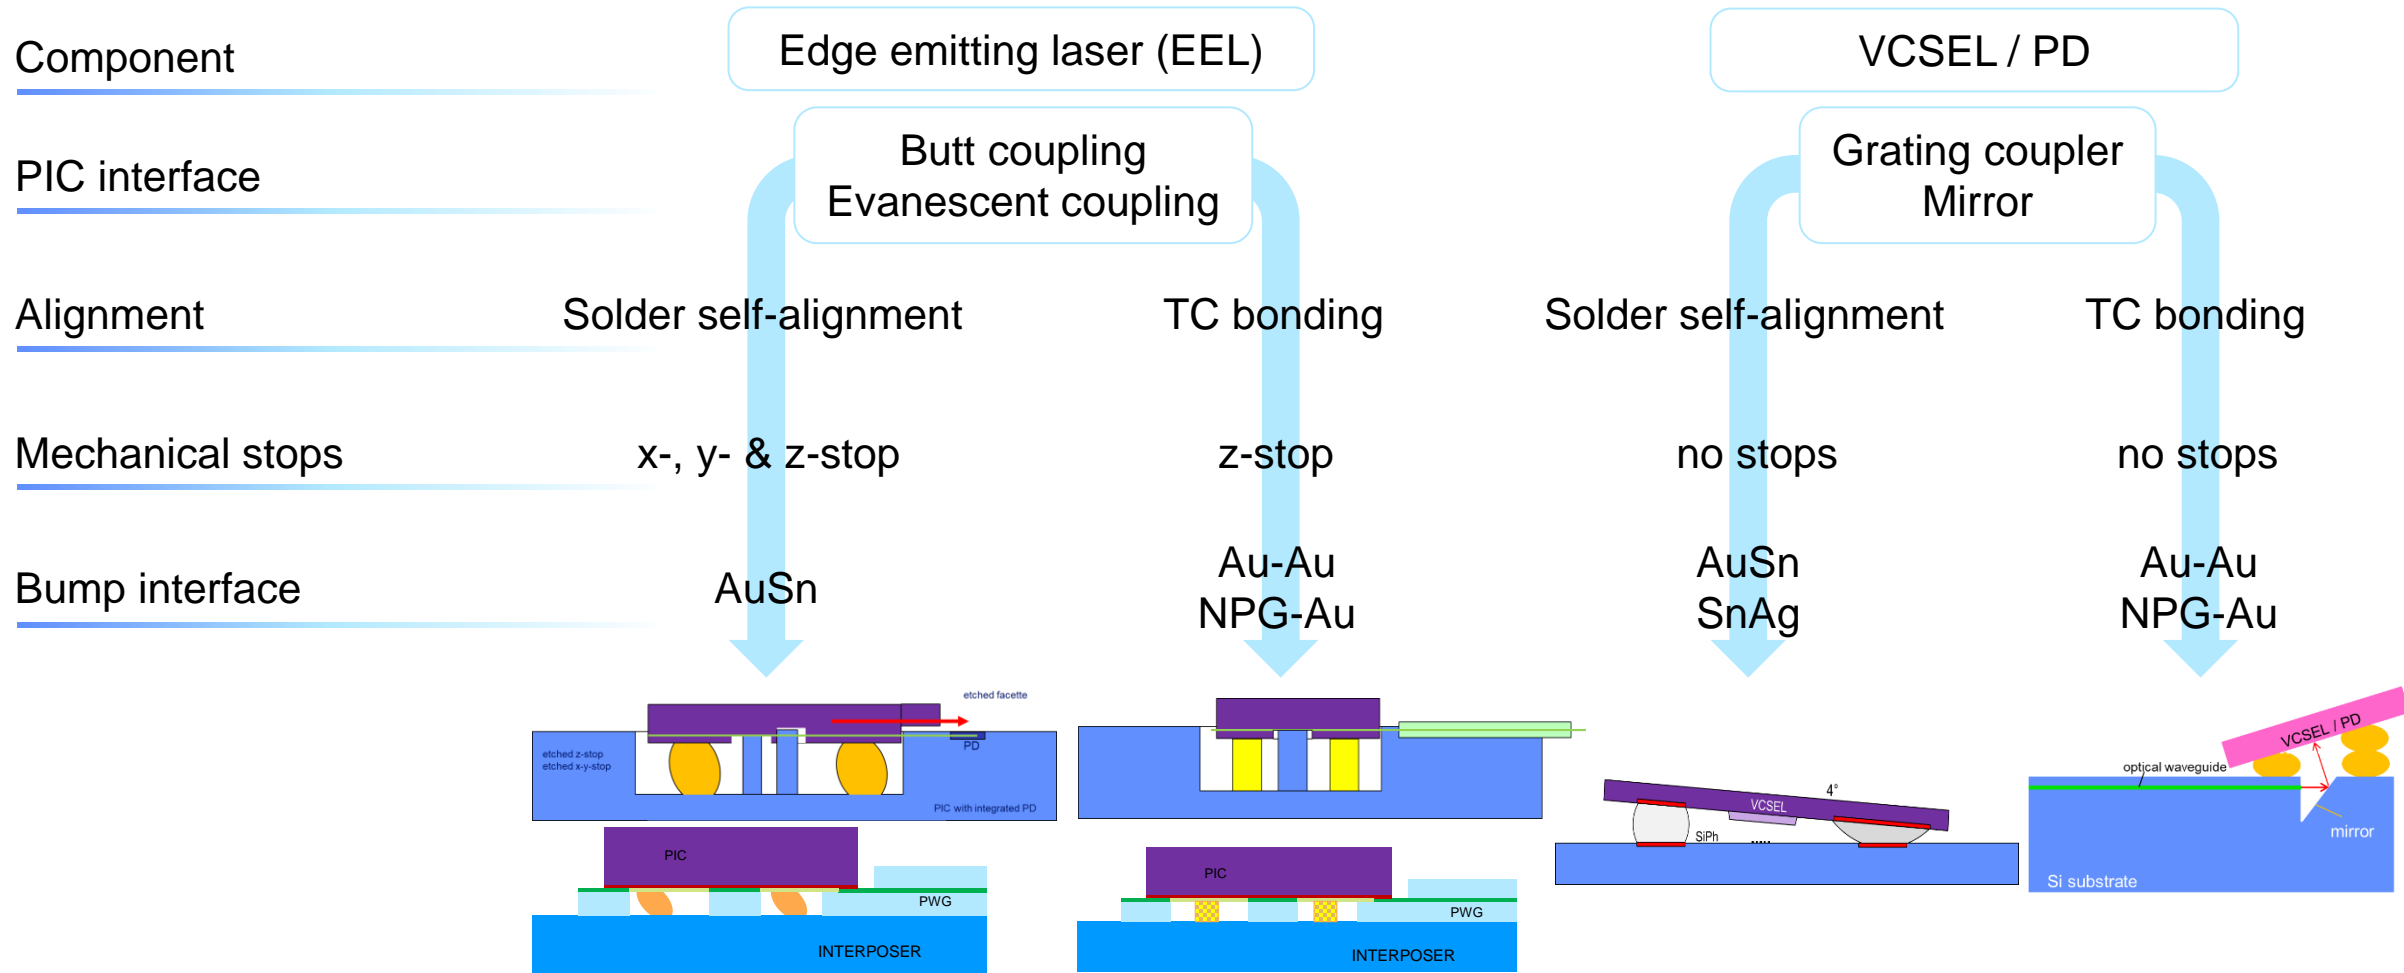 Component
Edge emitting laser (EEL)
VCSEL / PD
PIC interface
Butt coupling
Evanescent coupling
Grating coupler
Mirror
Alignment
Solder self-alignment
TC bonding
Solder self-alignment
TC bonding
Mechanical stops
x-, y- & z-stop
z-stop
no stops
no stops
Bump interface
AuSn
Au-Au
NPG-Au
AuSn
SnAg
Au-Au
NPG-Au
etched facette
PD
etched z-stop
etched x-y-stop
PIC with integrated PD
PIC
PWG
INTERPOSER
PIC
PWG
INTERPOSER
4°
VCSEL
SiPh
VCSEL / PD
optical waveguide
mirror
Si substrate